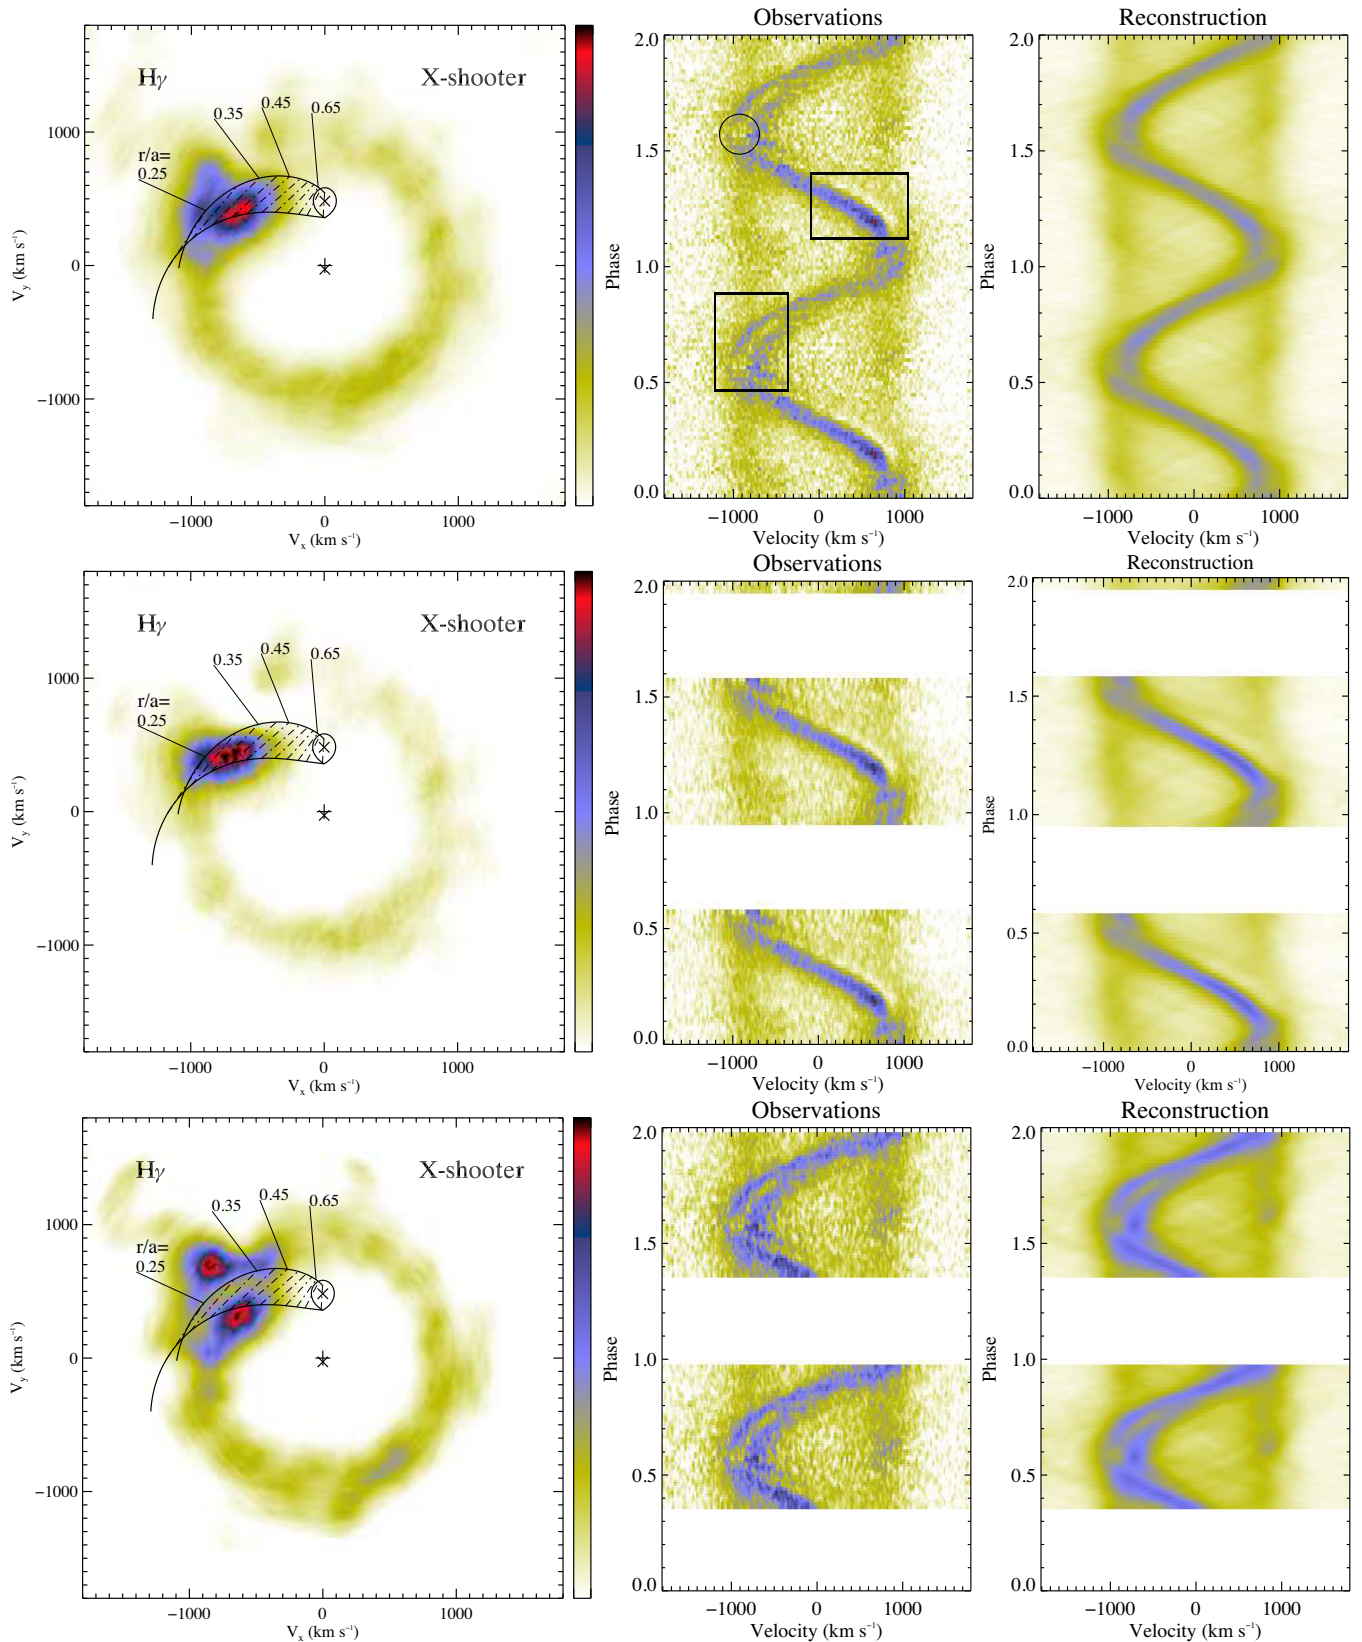 Observations
Reconstruction
Hγ X-shooter
0.35 0.45 0.65
r/a=
0.25
1000
0
−1000
Vy (km s⁻¹)
−1000 0 1000
Vx (km s⁻¹)
2.0
1.5
1.0
0.5
0.0
Phase
−1000 0 1000
Velocity (km s⁻¹)
2.0
1.5
1.0
0.5
0.0
Phase
−1000 0 1000
Velocity (km s⁻¹)
Observations
Reconstruction
Hγ X-shooter
0.35 0.45 0.65
r/a=
0.25
1000
0
−1000
Vy (km s⁻¹)
−1000 0 1000
Vx (km s⁻¹)
2.0
1.5
1.0
0.5
0.0
Phase
−1000 0 1000
Velocity (km s⁻¹)
2.0
1.5
1.0
0.5
0.0
Phase
−1000 0 1000
Velocity (km s⁻¹)
Observations
Reconstruction
Hγ X-shooter
0.35 0.45 0.65
r/a=
0.25
1000
0
−1000
Vy (km s⁻¹)
−1000 0 1000
Vx (km s⁻¹)
2.0
1.5
1.0
0.5
0.0
Phase
−1000 0 1000
Velocity (km s⁻¹)
2.0
1.5
1.0
0.5
0.0
Phase
−1000 0 1000
Velocity (km s⁻¹)